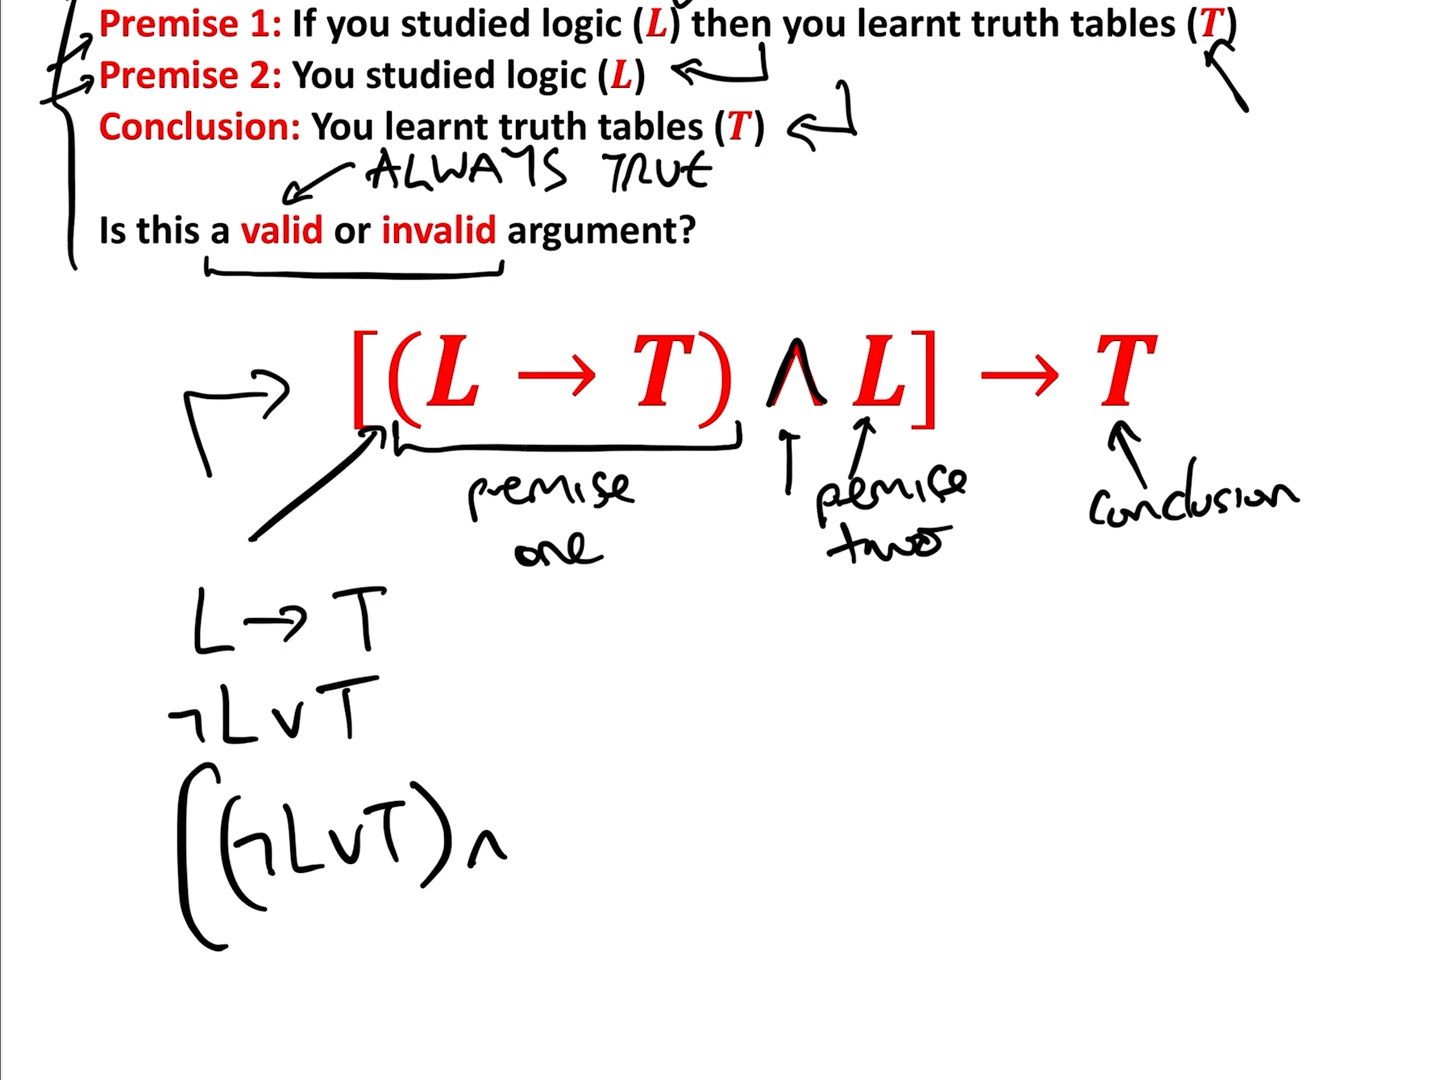 Premise 1: If you studied logic (L) then you learnt truth tables (T)
Premise 2: You studied logic (L)
Conclusion: You learnt truth tables (T)
ALWAYS TRUE
Is this a valid or invalid argument?
[(L → T) ∧ L] → T
premise one
pemise two
conclusion
L → T
¬L ∨ T
((¬L ∨ T) ∧